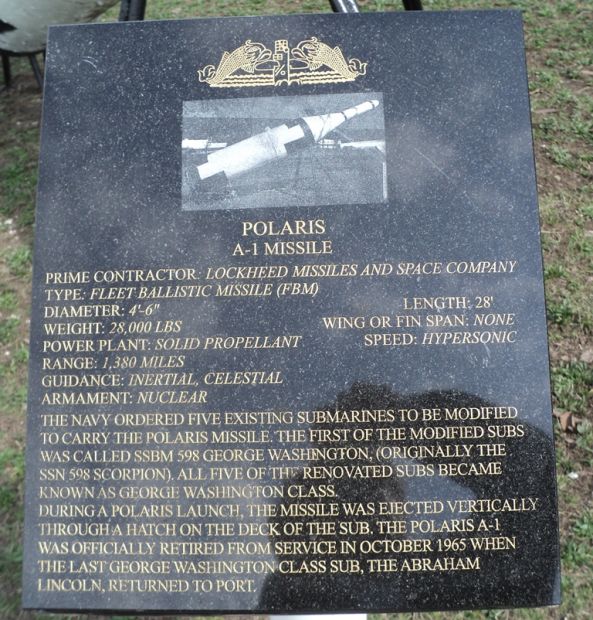 POLARIS
A-1 MISSILE
PRIME CONTRACTOR: LOCKHEED MISSILES AND SPACE COMPANY
TYPE: FLEET BALLISTIC MISSILE (FBM)
DIAMETER: 4'-6" LENGTH: 28'
WEIGHT: 28,000 LBS WING OR FIN SPAN: NONE
POWER PLANT: SOLID PROPELLANT SPEED: HYPERSONIC
RANGE: 1,380 MILES
GUIDANCE: INERTIAL, CELESTIAL
ARMAMENT: NUCLEAR
THE NAVY ORDERED FIVE EXISTING SUBMARINES TO BE MODIFIED
TO CARRY THE POLARIS MISSILE. THE FIRST OF THE MODIFIED SUBS
WAS CALLED SSBM 598 GEORGE WASHINGTON, (ORIGINALLY THE
SSN 598 SCORPION). ALL FIVE OF THE RENOVATED SUBS BECAME
KNOWN AS GEORGE WASHINGTON CLASS.
DURING A POLARIS LAUNCH, THE MISSILE WAS EJECTED VERTICALLY
THROUGH A HATCH ON THE DECK OF THE SUB. THE POLARIS A-1
WAS OFFICIALLY RETIRED FROM SERVICE IN OCTOBER 1965 WHEN
THE LAST GEORGE WASHINGTON CLASS SUB, THE ABRAHAM
LINCOLN, RETURNED TO PORT.